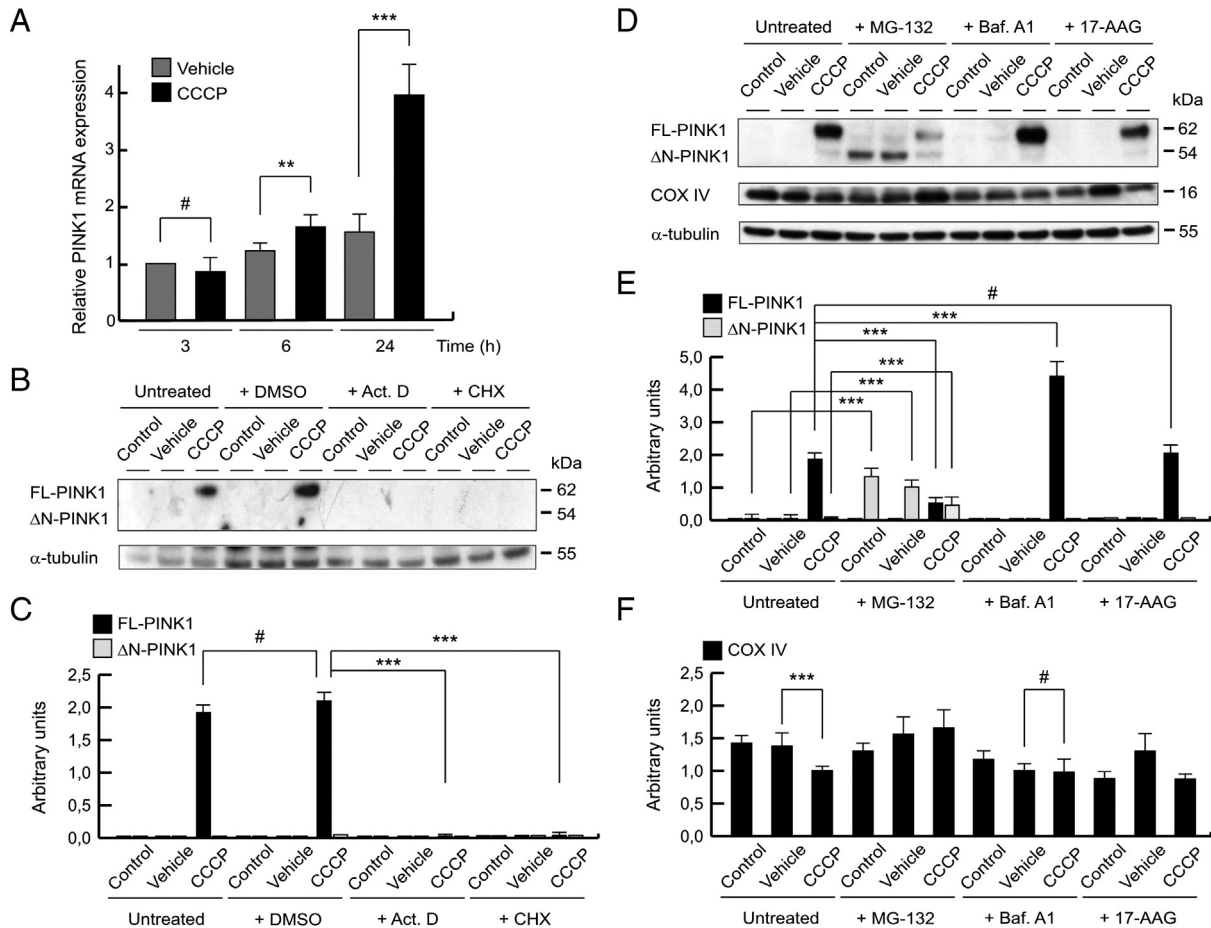 A
Relative PINK1 mRNA expression
4
3
2
1
0
Vehicle
CCCP
#
**
***
3 6 24 Time (h)
B
Untreated + DMSO + Act. D + CHX
Control Vehicle CCCP Control Vehicle CCCP Control Vehicle CCCP Control Vehicle CCCP
kDa
FL-PINK1 62
ΔN-PINK1 54
α-tubulin 55
C
FL-PINK1
ΔN-PINK1
Arbitrary units
2,5
2,0
1,5
1,0
0,5
0,0
# *** ***
Control Vehicle CCCP Control Vehicle CCCP Control Vehicle CCCP Control Vehicle CCCP
Untreated + DMSO + Act. D + CHX
D
Untreated + MG-132 + Baf. A1 + 17-AAG
Control Vehicle CCCP Control Vehicle CCCP Control Vehicle CCCP Control Vehicle CCCP
kDa
FL-PINK1 62
ΔN-PINK1 54
COX IV 16
α-tubulin 55
E
FL-PINK1
ΔN-PINK1
Arbitrary units
5,0
4,0
3,0
2,0
1,0
0,0
#
***
***
***
***
***
Control Vehicle CCCP Control Vehicle CCCP Control Vehicle CCCP Control Vehicle CCCP
Untreated + MG-132 + Baf. A1 + 17-AAG
F
COX IV
Arbitrary units
2,5
2,0
1,5
1,0
0,5
0,0
*** #
Control Vehicle CCCP Control Vehicle CCCP Control Vehicle CCCP Control Vehicle CCCP
Untreated + MG-132 + Baf. A1 + 17-AAG